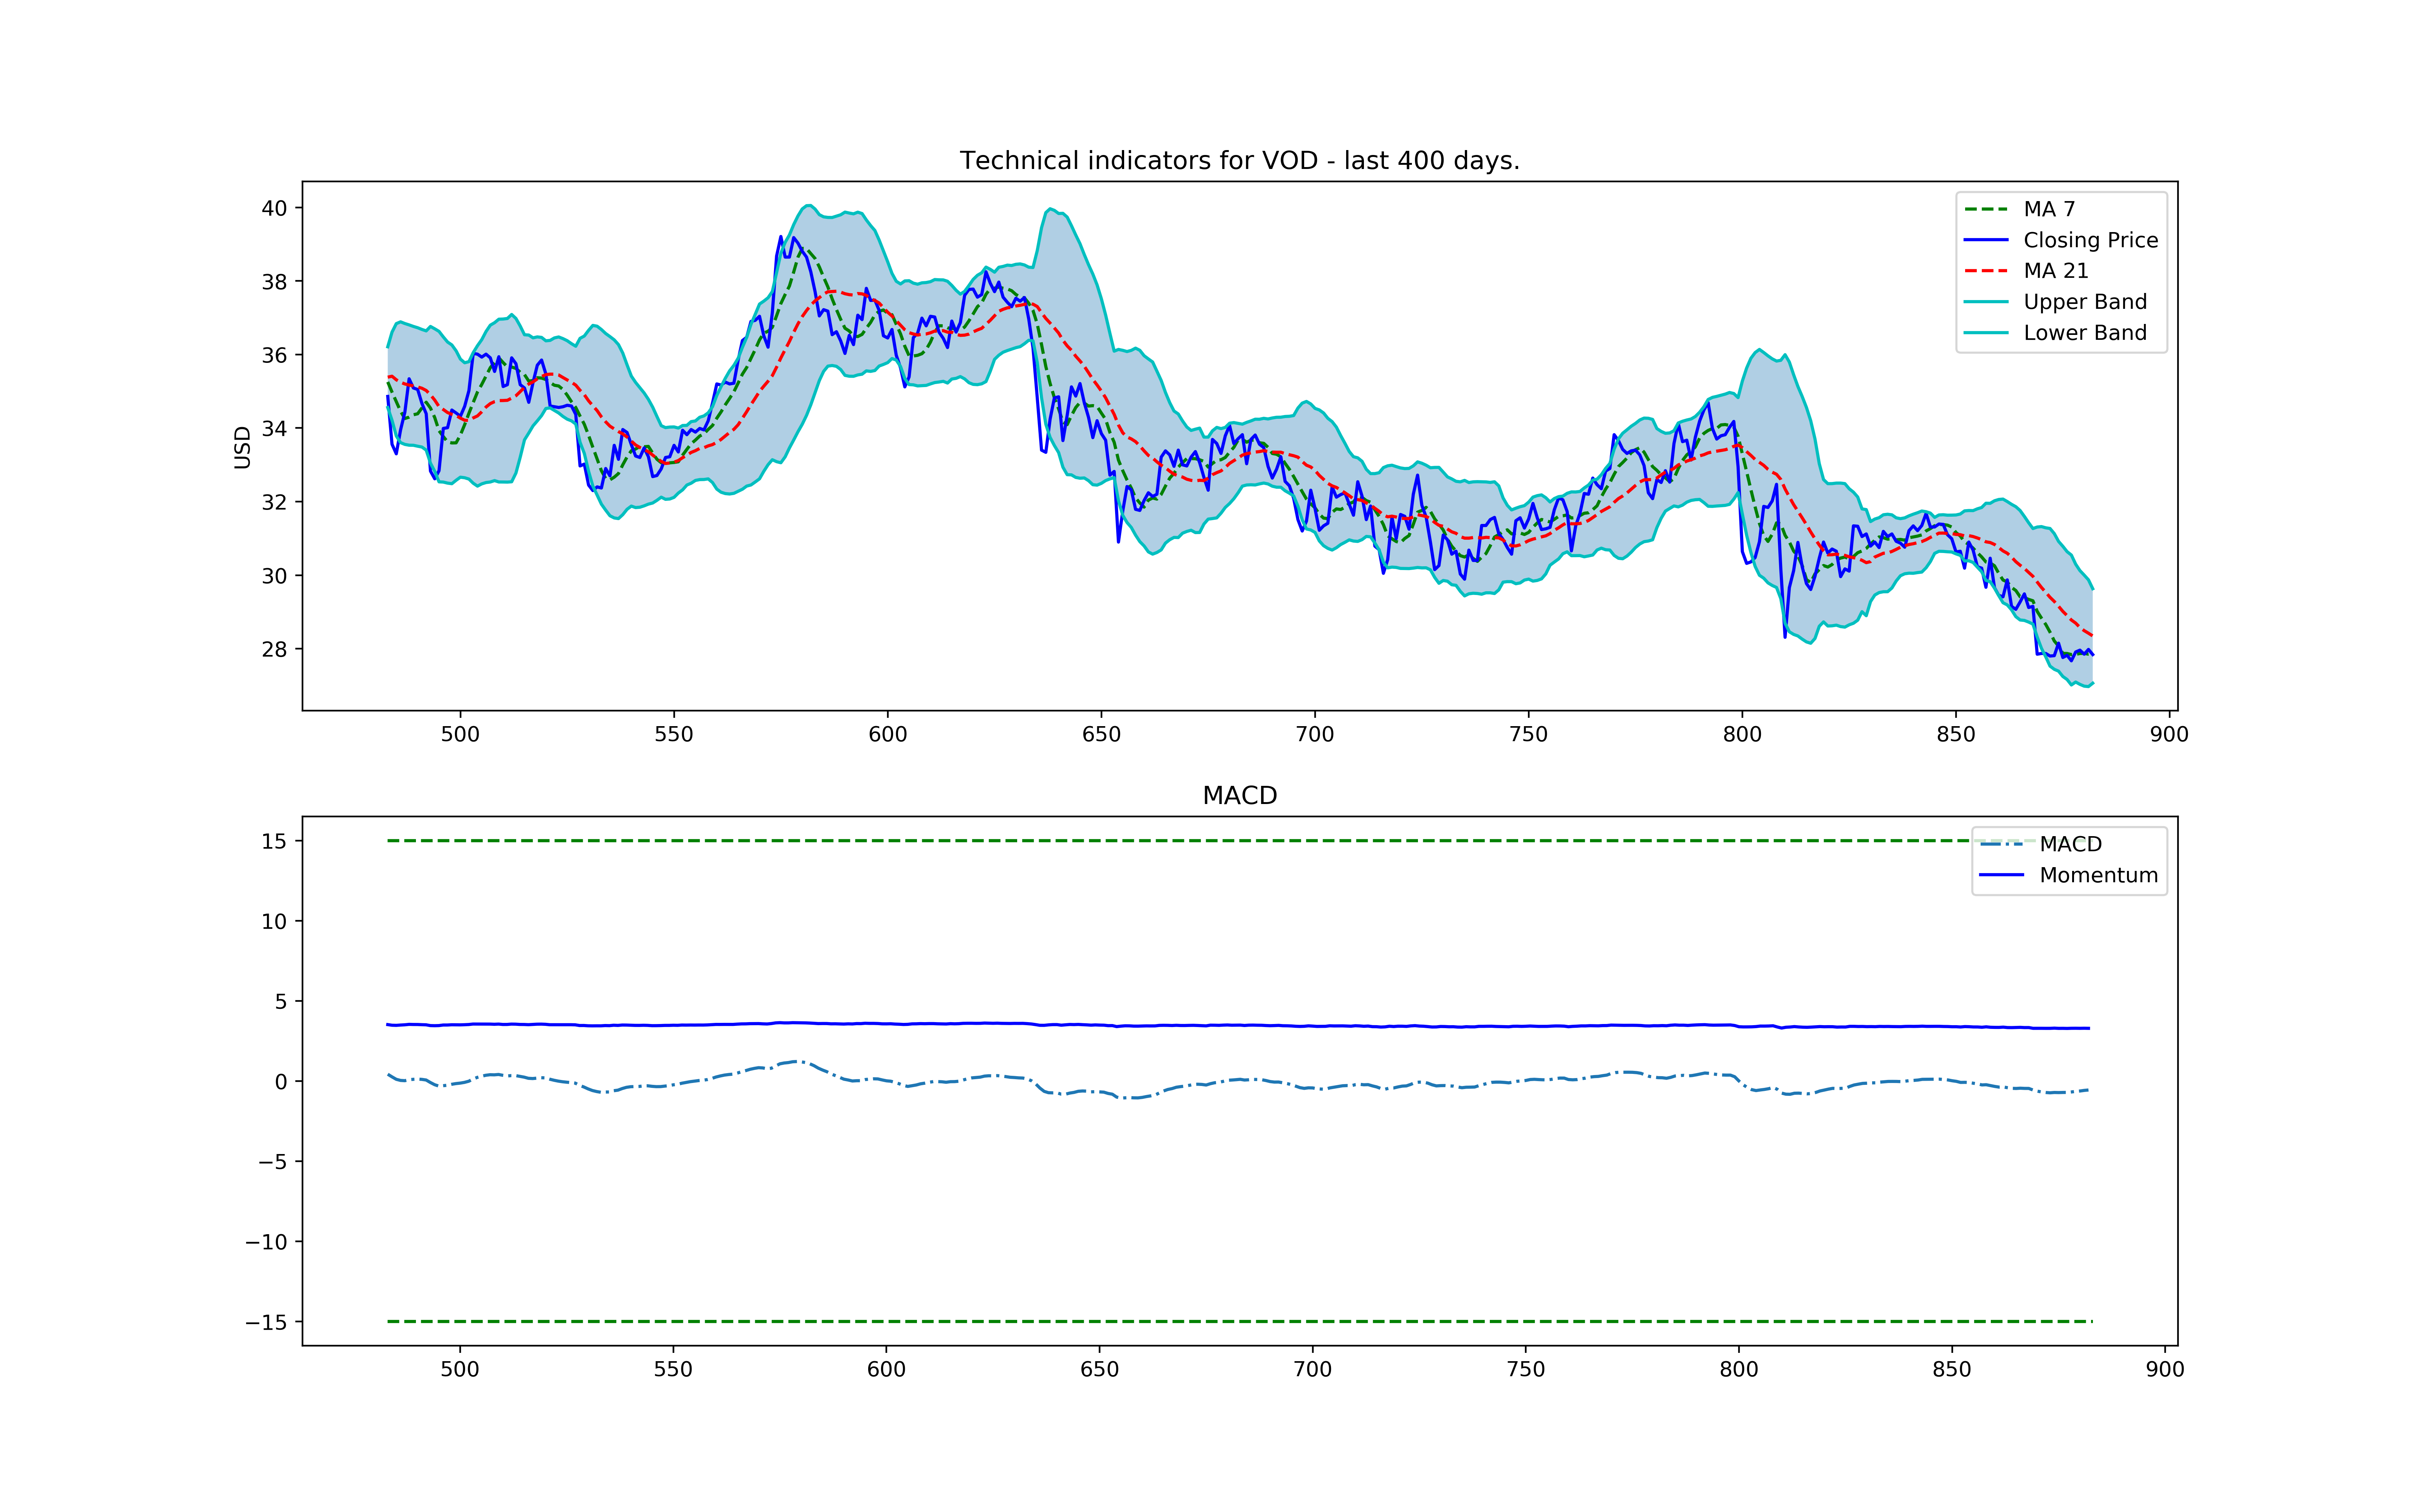 Technical indicators for VOD - last 400 days.
40
38
36
34
32
30
28
USD
MA 7
Closing Price
MA 21
Upper Band
Lower Band
500 550 600 650 700 750 800 850 900
MACD
15
10
5
0
−5
−10
−15
MACD
Momentum
500 550 600 650 700 750 800 850 900